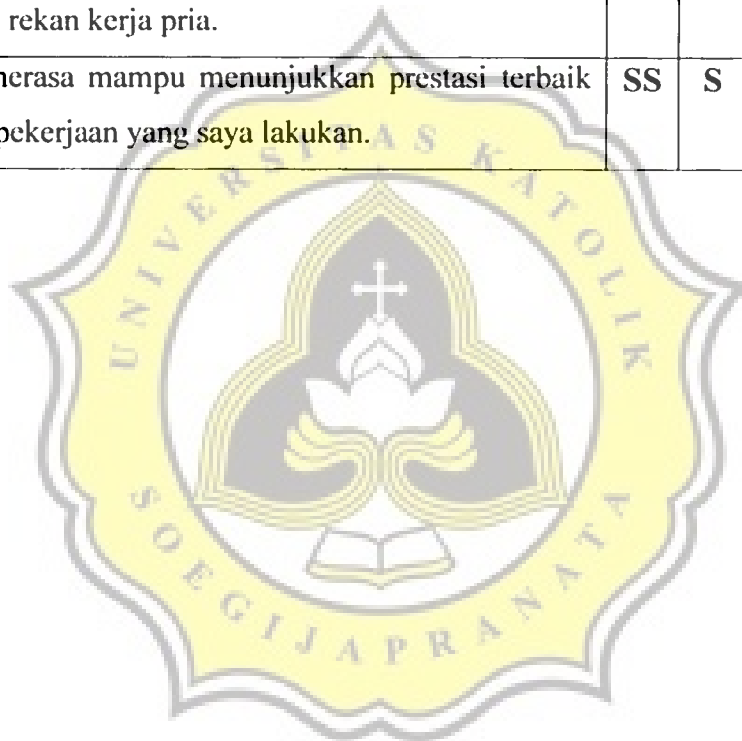 rekan kerja pria.
merasa mampu menunjukkan prestasi terbaik SS S
pekerjaan yang saya lakukan.
UNIVERSITAS KATOLIK
SOEGIJAPRANATA